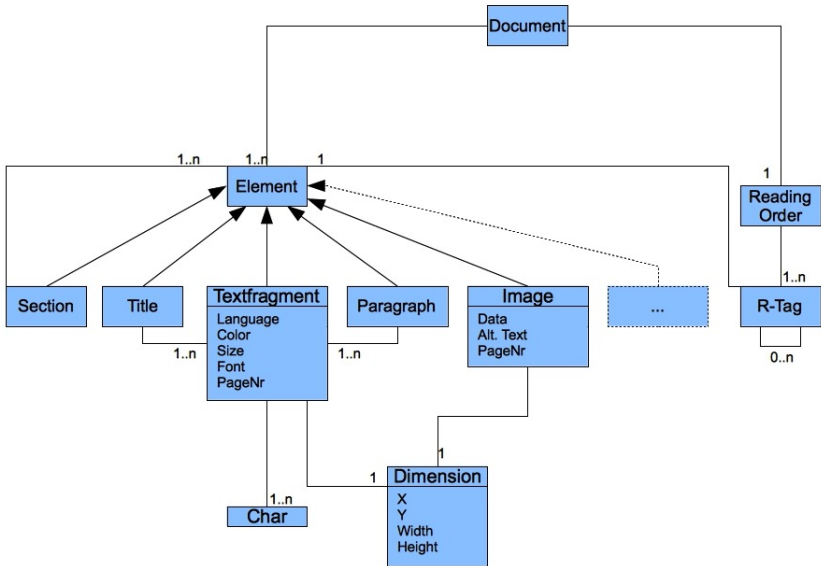 Document
1..n
1..n
1
1
Element
Reading
Order
1..n
Section
Title
Textfragment
Language
Color
Size
Font
PageNr
Paragraph
Image
Data
Alt. Text
PageNr
...
R-Tag
1..n
1..n
0..n
1
1
Dimension
X
Y
Width
Height
1..n
Char